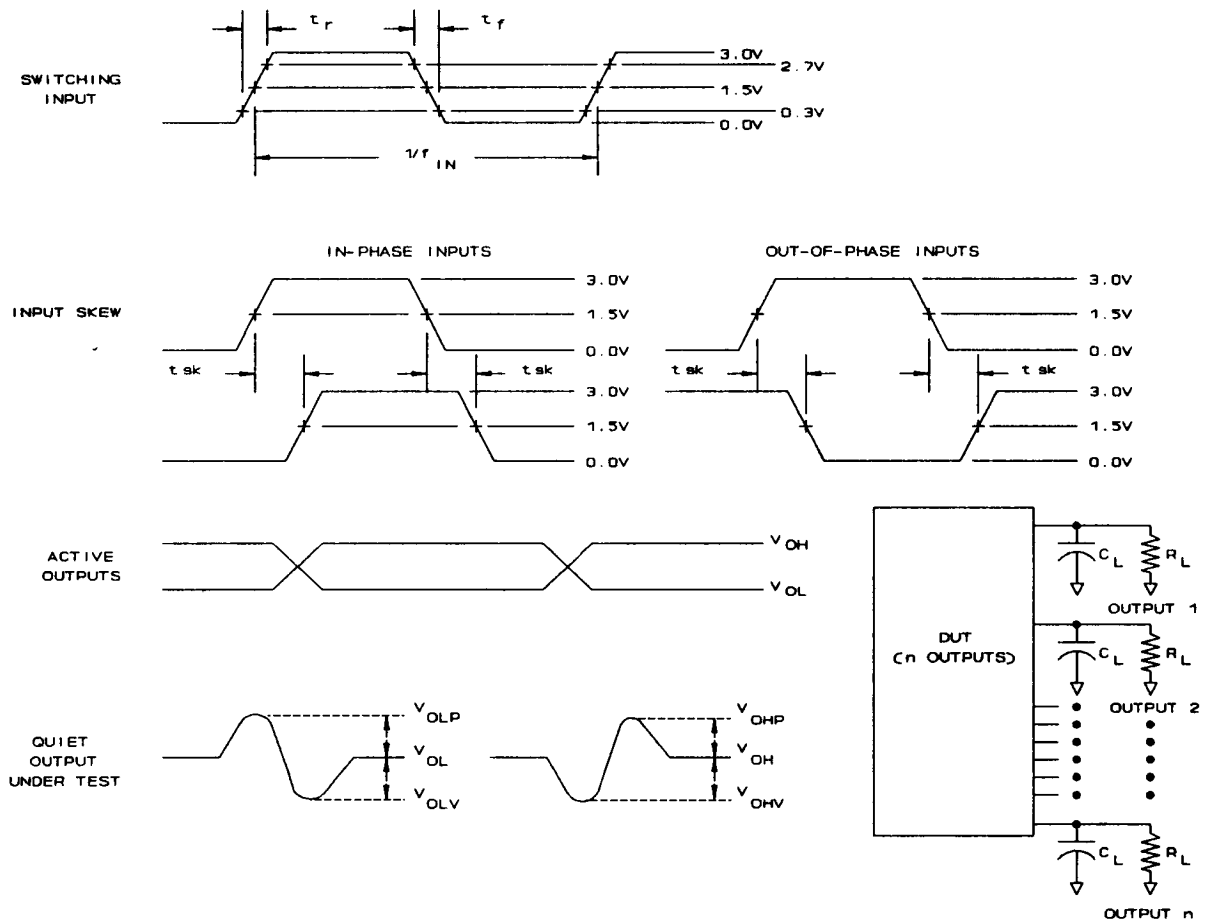 t r
t f
SWITCHING
INPUT
3.0V
2.7V
1.5V
0.3V
0.0V
1/f IN
IN-PHASE INPUTS
OUT-OF-PHASE INPUTS
INPUT SKEW
3.0V
1.5V
0.0V
3.0V
1.5V
0.0V
t sk
t sk
t sk
t sk
3.0V
1.5V
0.0V
3.0V
1.5V
0.0V
ACTIVE
OUTPUTS
V OH
V OL
QUIET
OUTPUT
UNDER TEST
V OLP
V OL
V OLV
V OHP
V OH
V OHV
DUT
(n OUTPUTS)
C L
R L
OUTPUT 1
C L
R L
OUTPUT 2
C L
R L
OUTPUT n